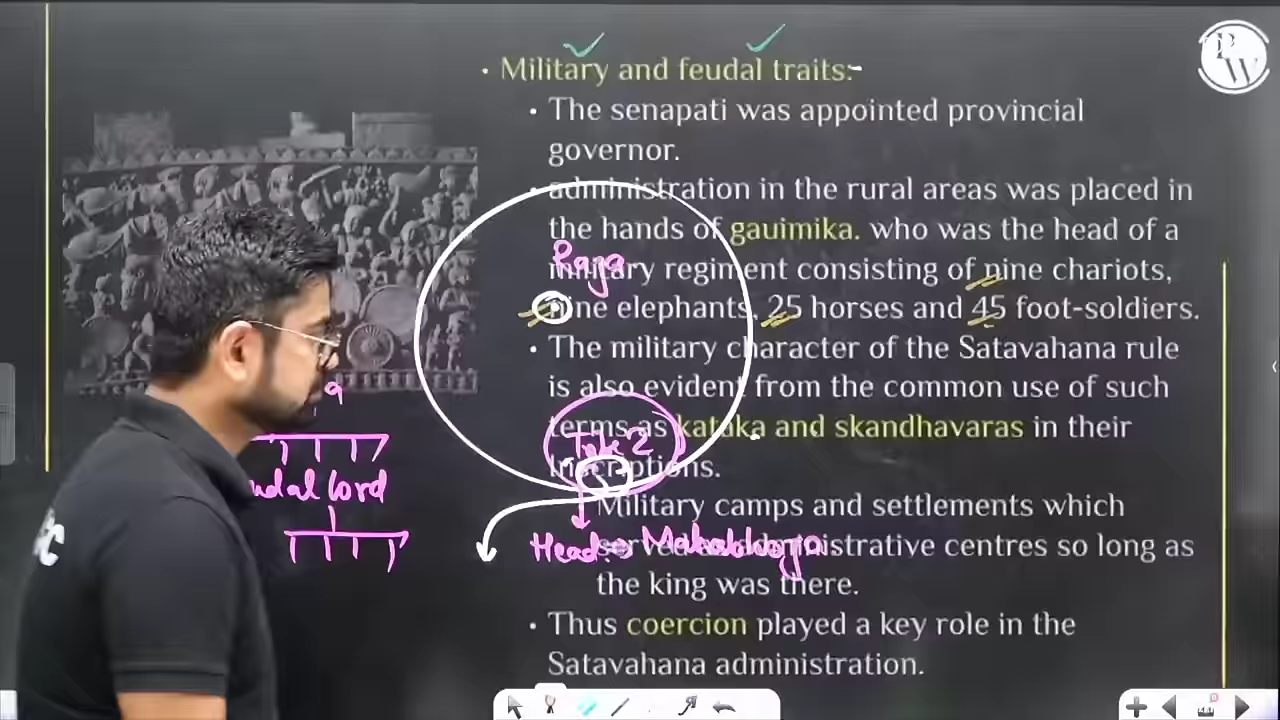 PW
• Military and feudal traits:-
• The senapati was appointed provincial
governor.
• administration in the rural areas was placed in
the hands of gauimika. who was the head of a
military regiment consisting of nine chariots,
nine elephants, 25 horses and 45 foot-soldiers.
• The military character of the Satavahana rule
is also evident from the common use of such
terms as kataka and skandhavaras in their
inscriptions.
Military camps and settlements which
served as administrative centres so long as
the king was there.
• Thus coercion played a key role in the
Satavahana administration.
Raja
lord
Head